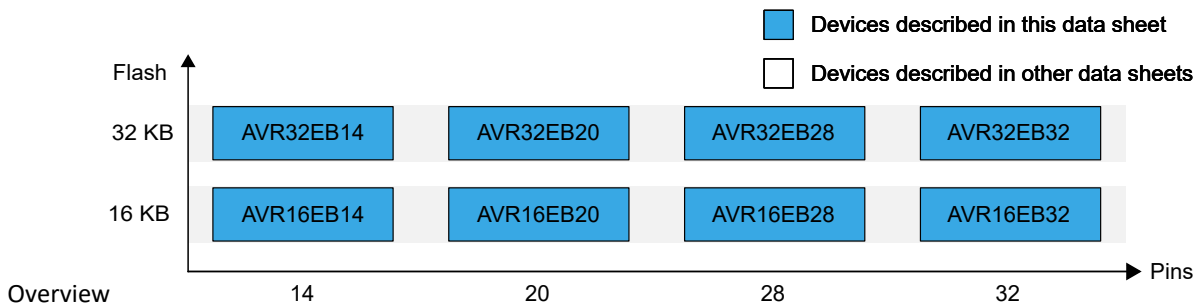 Devices described in this data sheet
Devices described in other data sheets
Flash
32 KB
AVR32EB14
AVR32EB20
AVR32EB28
AVR32EB32
16 KB
AVR16EB14
AVR16EB20
AVR16EB28
AVR16EB32
Pins
Overview
14
20
28
32